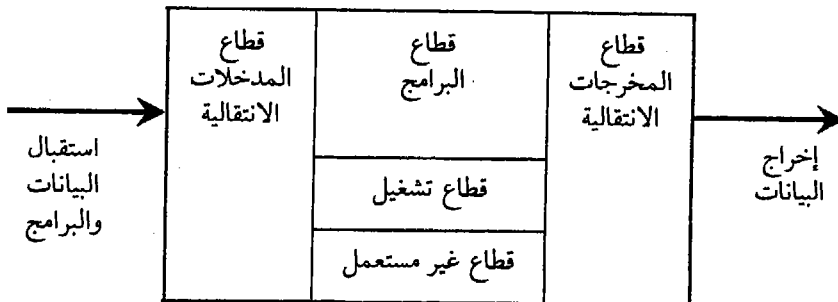 قطاع
المدخلات
الانتقالية
قطاع
البرامج
قطاع
المخرجات
الانتقالية
استقبال
البيانات
والبرامج
قطاع تشغيل
قطاع غير مستعمل
إخراج
البيانات